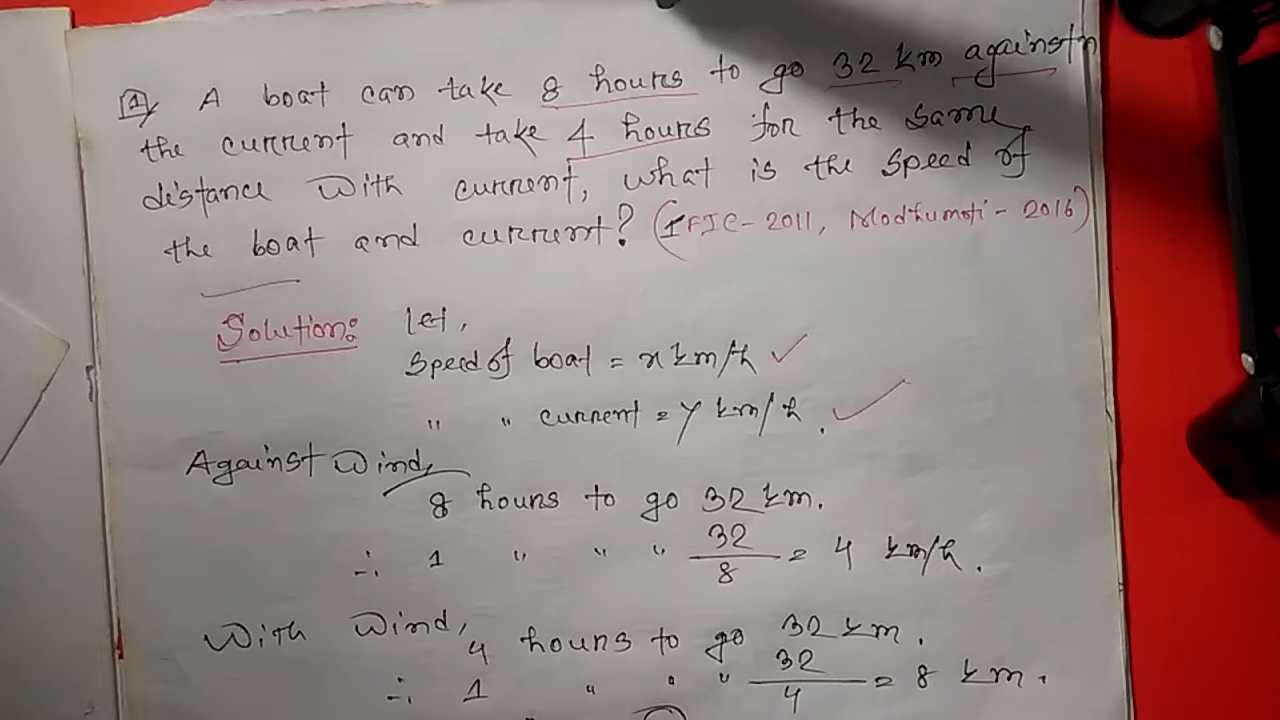 1) A boat can take 8 hours to go 32 km against
the current and take 4 hours for the same
distance with current, what is the speed of
the boat and current? (IFIC-2011, Modhumoti-2016)
Solution: let,
Speed of boat = x km/h ✓
" " current = y km/h. ✓
Against wind,
8 hours to go 32 km.
∴ 1 " " " 32/8 = 4 km/h.
With wind,
4 hours to go 32 km.
∴ 1 " " " 32/4 = 8 km.